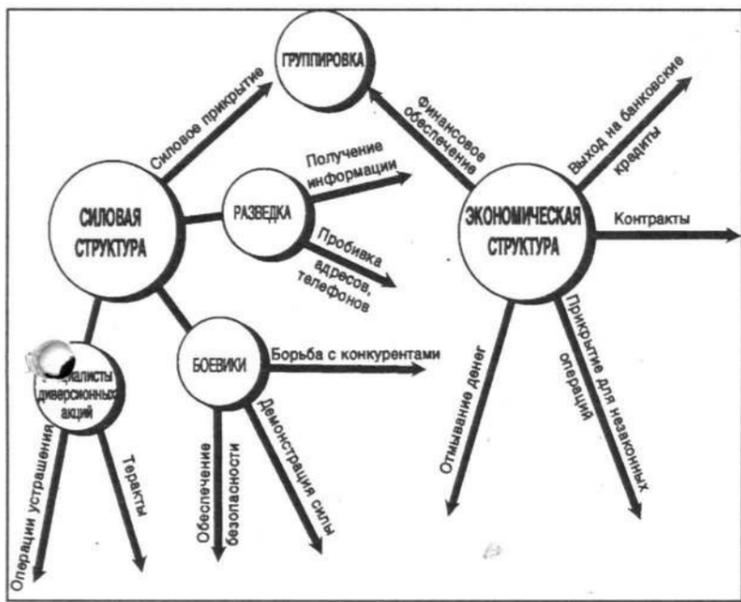 ГРУППИРОВКА
Силовое прикрытие
Финансовое
обеспечение
Выход на банковские
кредиты
Получение
информации
СИЛОВАЯ
СТРУКТУРА
РАЗВЕДКА
ЭКОНОМИЧЕСКАЯ
СТРУКТУРА
Контракты
Пробивка
адресов,
телефонов
БОЕВИКИ
Борьба с конкурентами
диверсионных
акций
Отмывание денег
Прикрытие для незаконных
операций
Операции устрашения
Теракты
Обеспечение
безопасности
Демонстрация силы